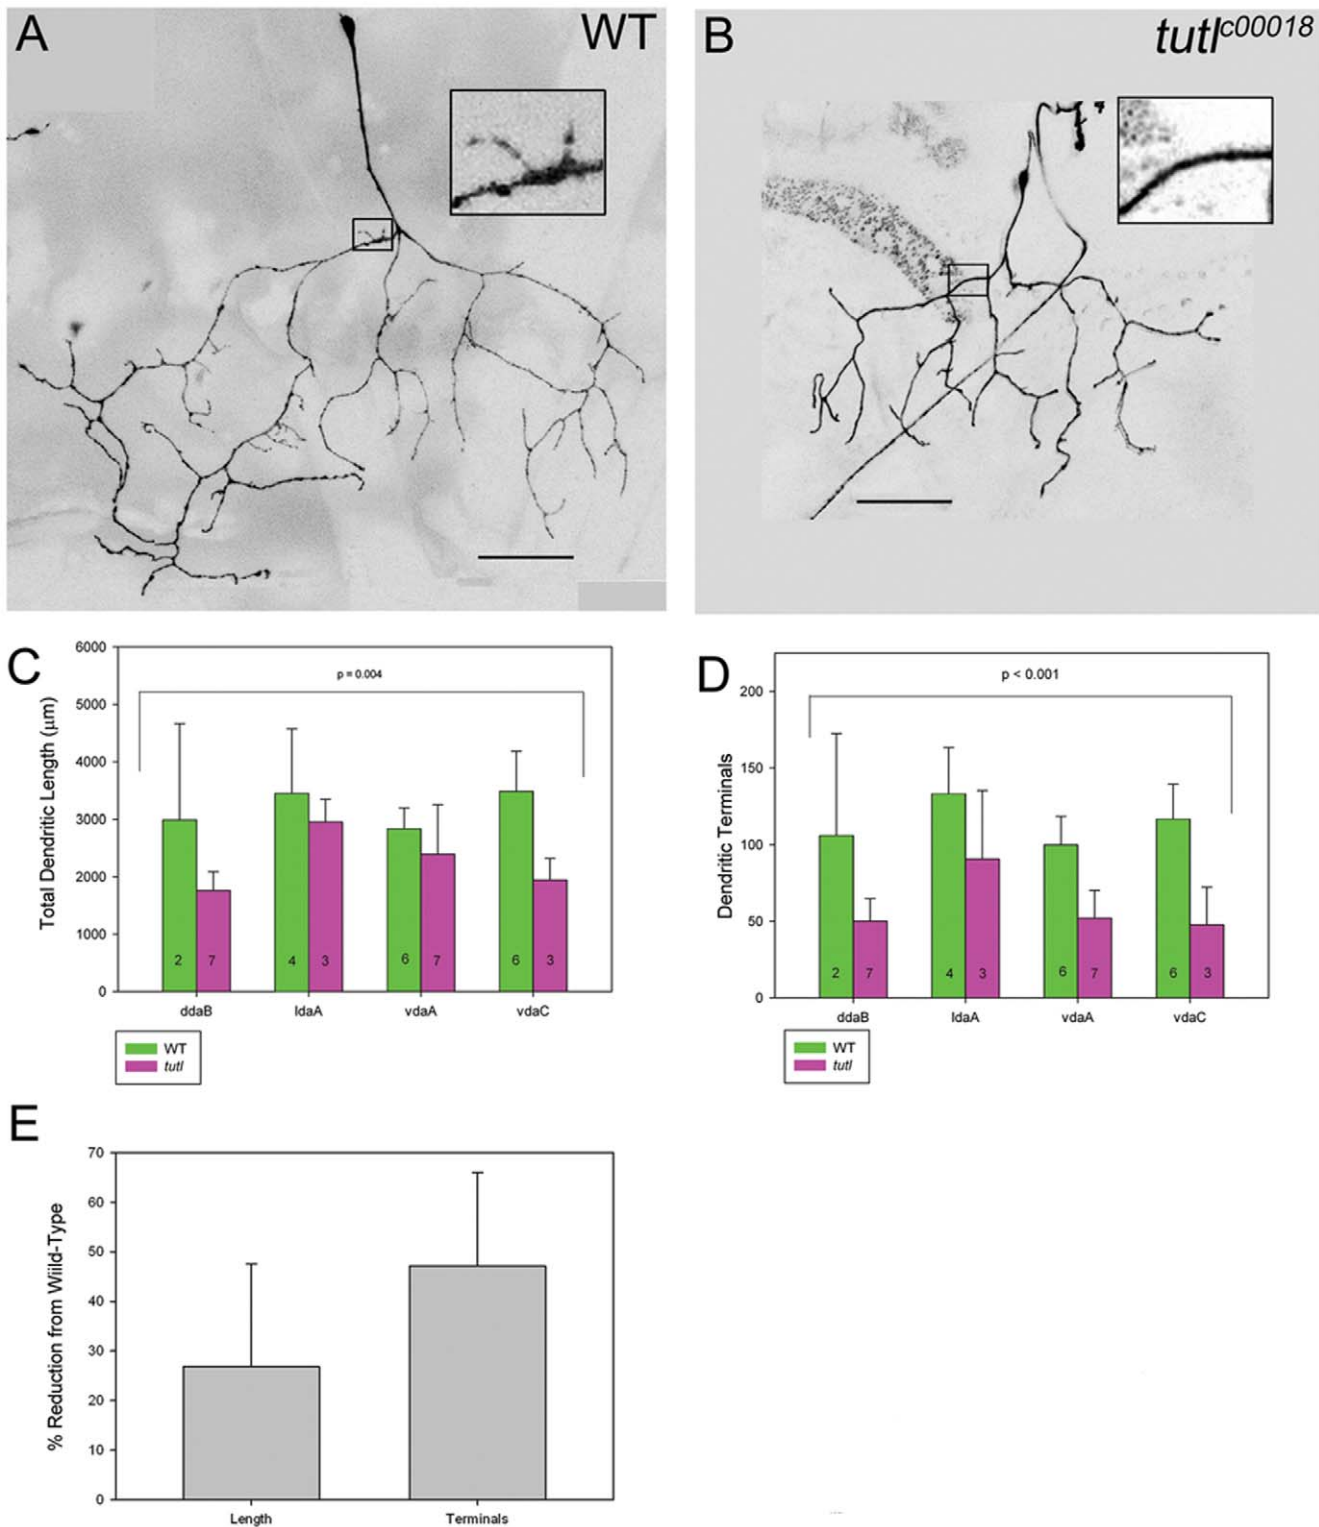 A
WT
B
tutlc00018
C
6000
5000
4000
3000
2000
1000
0
Total Dendritic Length (μm)
p = 0.004
2
7
4
3
6
7
6
3
ddaB
ldaA
vdaA
vdaC
WT
tutl
D
200
150
100
50
0
Dendritic Terminals
p < 0.001
2
7
4
3
6
7
6
3
ddaB
ldaA
vdaA
vdaC
WT
tutl
E
70
60
50
40
30
20
10
0
% Reduction from Wiild-Type
Length
Terminals